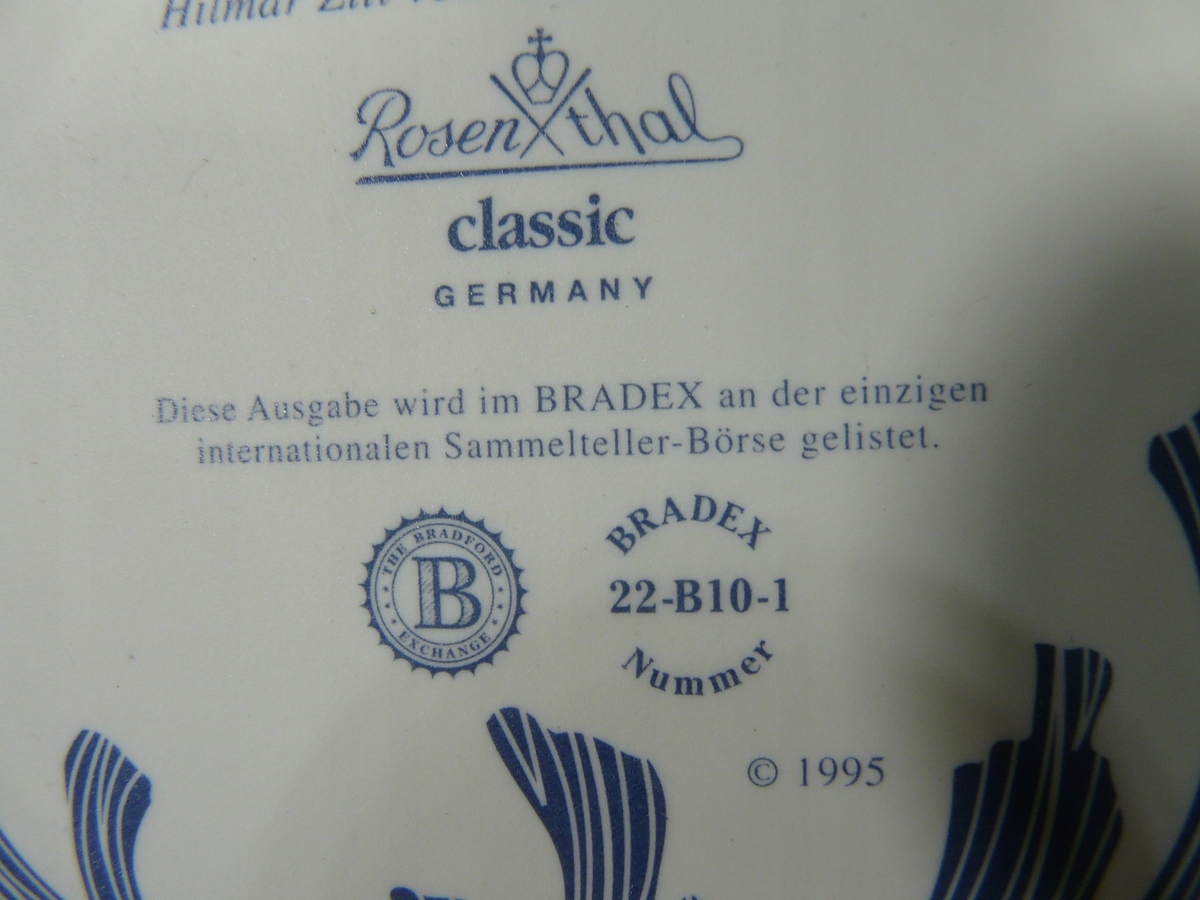 Hilmar
Rosenthal
classic
GERMANY
Diese Ausgabe wird im BRADEX an der einzigen
internationalen Sammelteller-Börse gelistet.
THE BRADFORD
B
EXCHANGE
BRADEX
22-B10-1
Nummer
© 1995